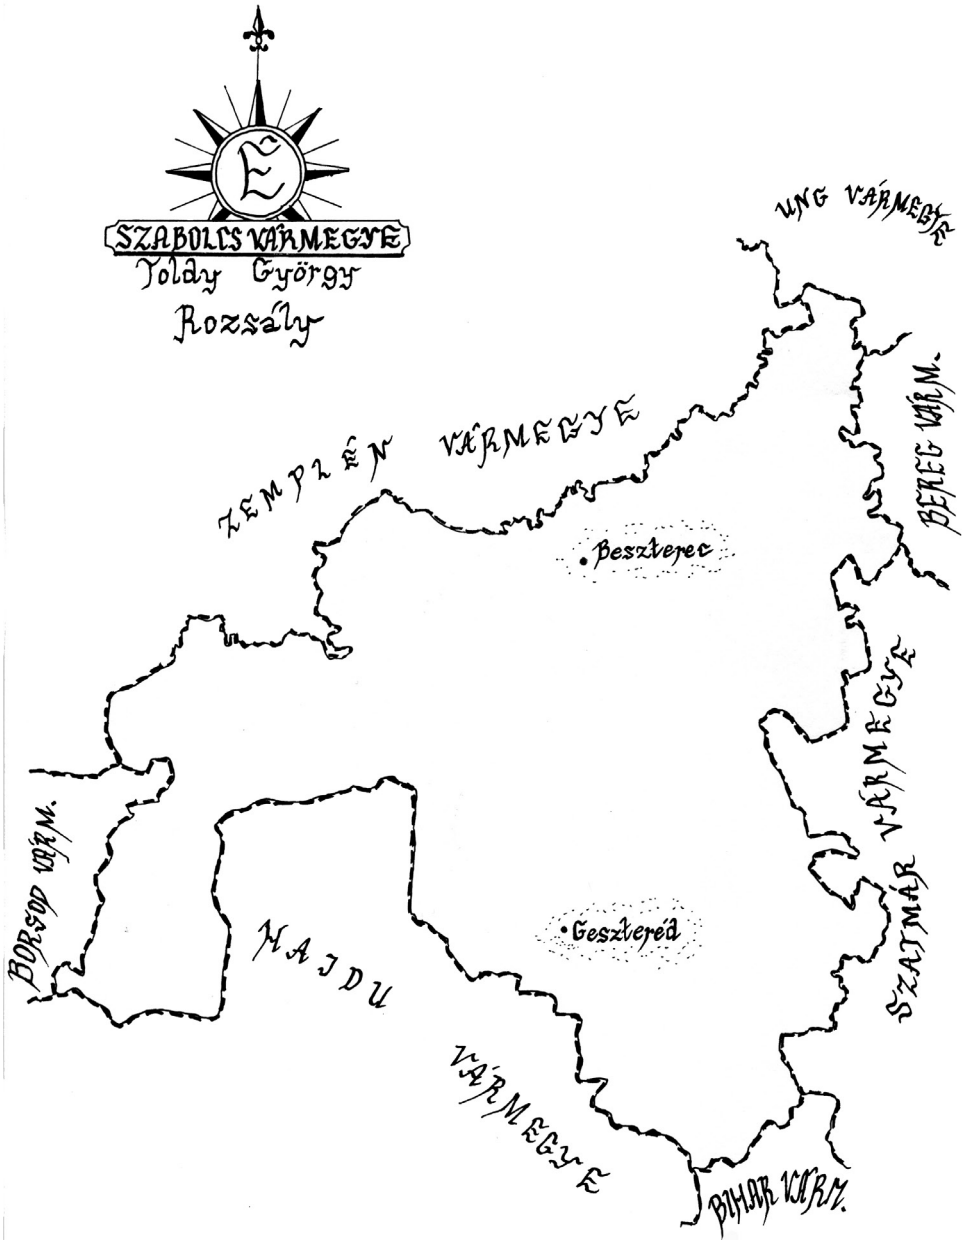 É
SZABOLCS VÁRMEGYE
Toldy György
Rozsály
UNG VÁRMEGYE
BEREG VÁRM.
ZEMPLÉN VÁRMEGYE
Beszterec
SZATMÁR VÁRMEGYE
BORSOD VÁRM.
Geszteréd
HAJDU
VÁRMEGYE
BIHAR VÁRM.